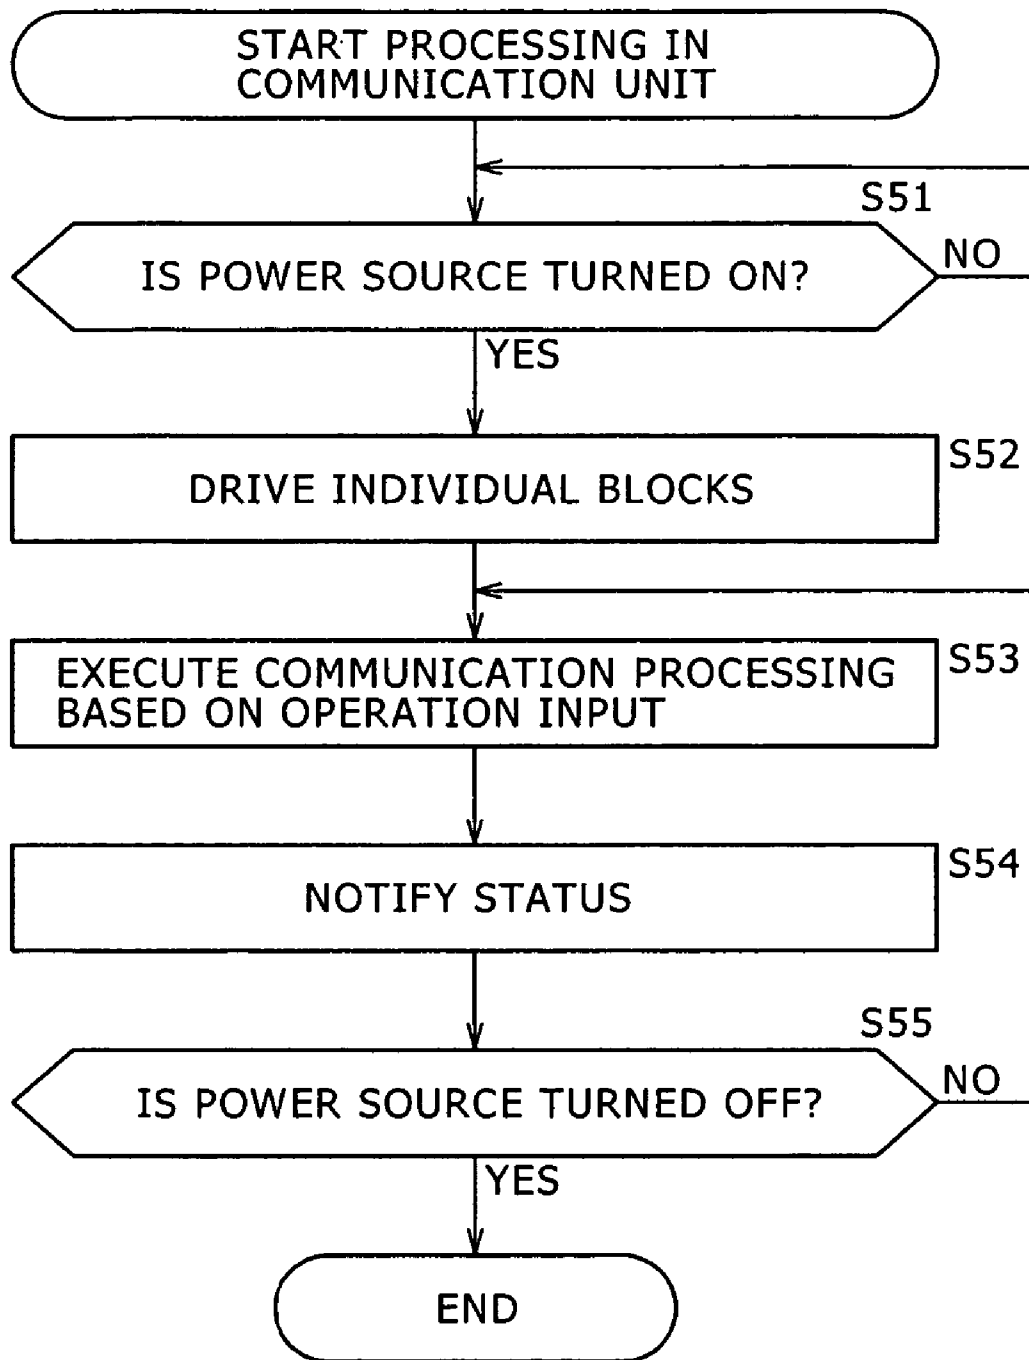 START PROCESSING IN
COMMUNICATION UNIT
S51
IS POWER SOURCE TURNED ON?
NO
YES
S52
DRIVE INDIVIDUAL BLOCKS
S53
EXECUTE COMMUNICATION PROCESSING
BASED ON OPERATION INPUT
S54
NOTIFY STATUS
S55
IS POWER SOURCE TURNED OFF?
NO
YES
END